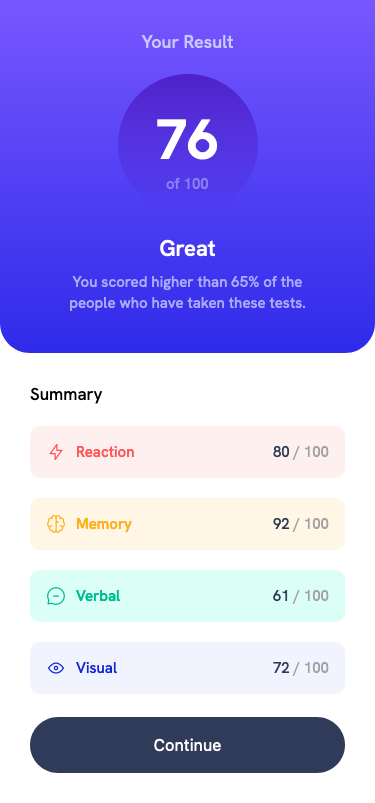 Your Result
76
of 100
Great
You scored higher than 65% of the
people who have taken these tests.
Summary
Reaction 80 / 100
Memory 92 / 100
Verbal 61 / 100
Visual 72 / 100
Continue